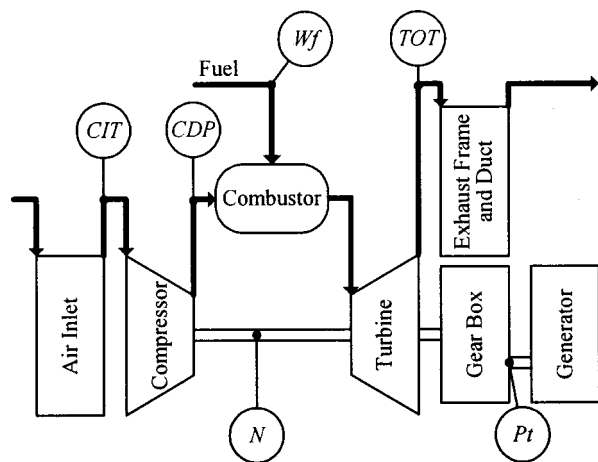 Wf
TOT
Fuel
CIT
CDP
Combustor
Exhaust Frame
and Duct
Air Inlet
Compressor
Turbine
Gear Box
Generator
N
Pt